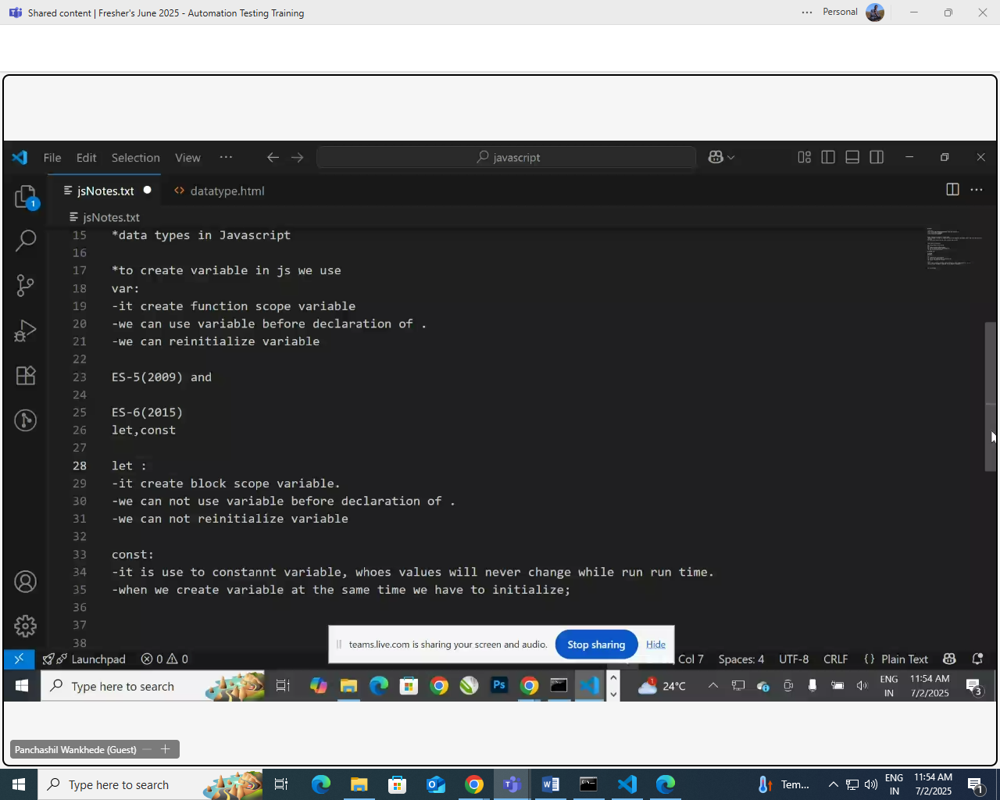 Shared content | Fresher's June 2025 - Automation Testing Training
Personal
File Edit Selection View
javascript
jsNotes.txt
datatype.html
jsNotes.txt
15 *data types in Javascript
16
17 *to create variable in js we use
18 var:
19 -it create function scope variable
20 -we can use variable before declaration of .
21 -we can reinitialize variable
22
23 ES-5(2009) and
24
25 ES-6(2015)
26 let,const
27
28 let :
29 -it create block scope variable.
30 -we can not use variable before declaration of .
31 -we can not reinitialize variable
32
33 const:
34 -it is use to constannt variable, whoes values will never change while run run time.
35 -when we create variable at the same time we have to initialize;
36
37
38
1
teams.live.com is sharing your screen and audio.
Stop sharing
Hide
Launchpad 0 0
Col 7 Spaces: 4 UTF-8 CRLF {} Plain Text
Type here to search
Ps
1
24°C
ENG
IN
11:54 AM
7/2/2025
3
Panchashil Wankhede (Guest)
Type here to search
Tem...
ENG
IN
11:54 AM
7/2/2025
1